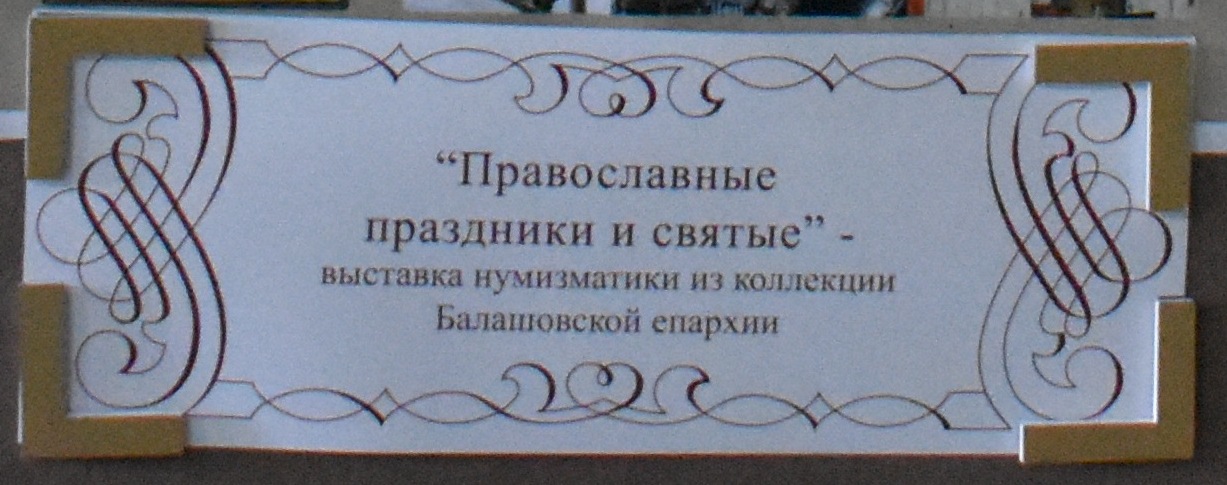 “Православные
праздники и святые” -
выставка нумизматики из коллекции
Балашовской епархии